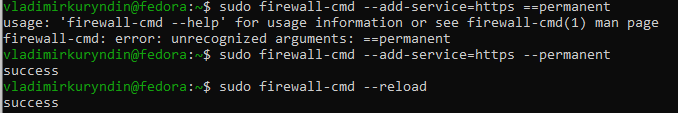 vladimirkuryndin@fedora:~$ sudo firewall-cmd --add-service=https ==permanent
usage: 'firewall-cmd --help' for usage information or see firewall-cmd(1) man page
firewall-cmd: error: unrecognized arguments: ==permanent
vladimirkuryndin@fedora:~$ sudo firewall-cmd --add-service=https --permanent
success
vladimirkuryndin@fedora:~$ sudo firewall-cmd --reload
success